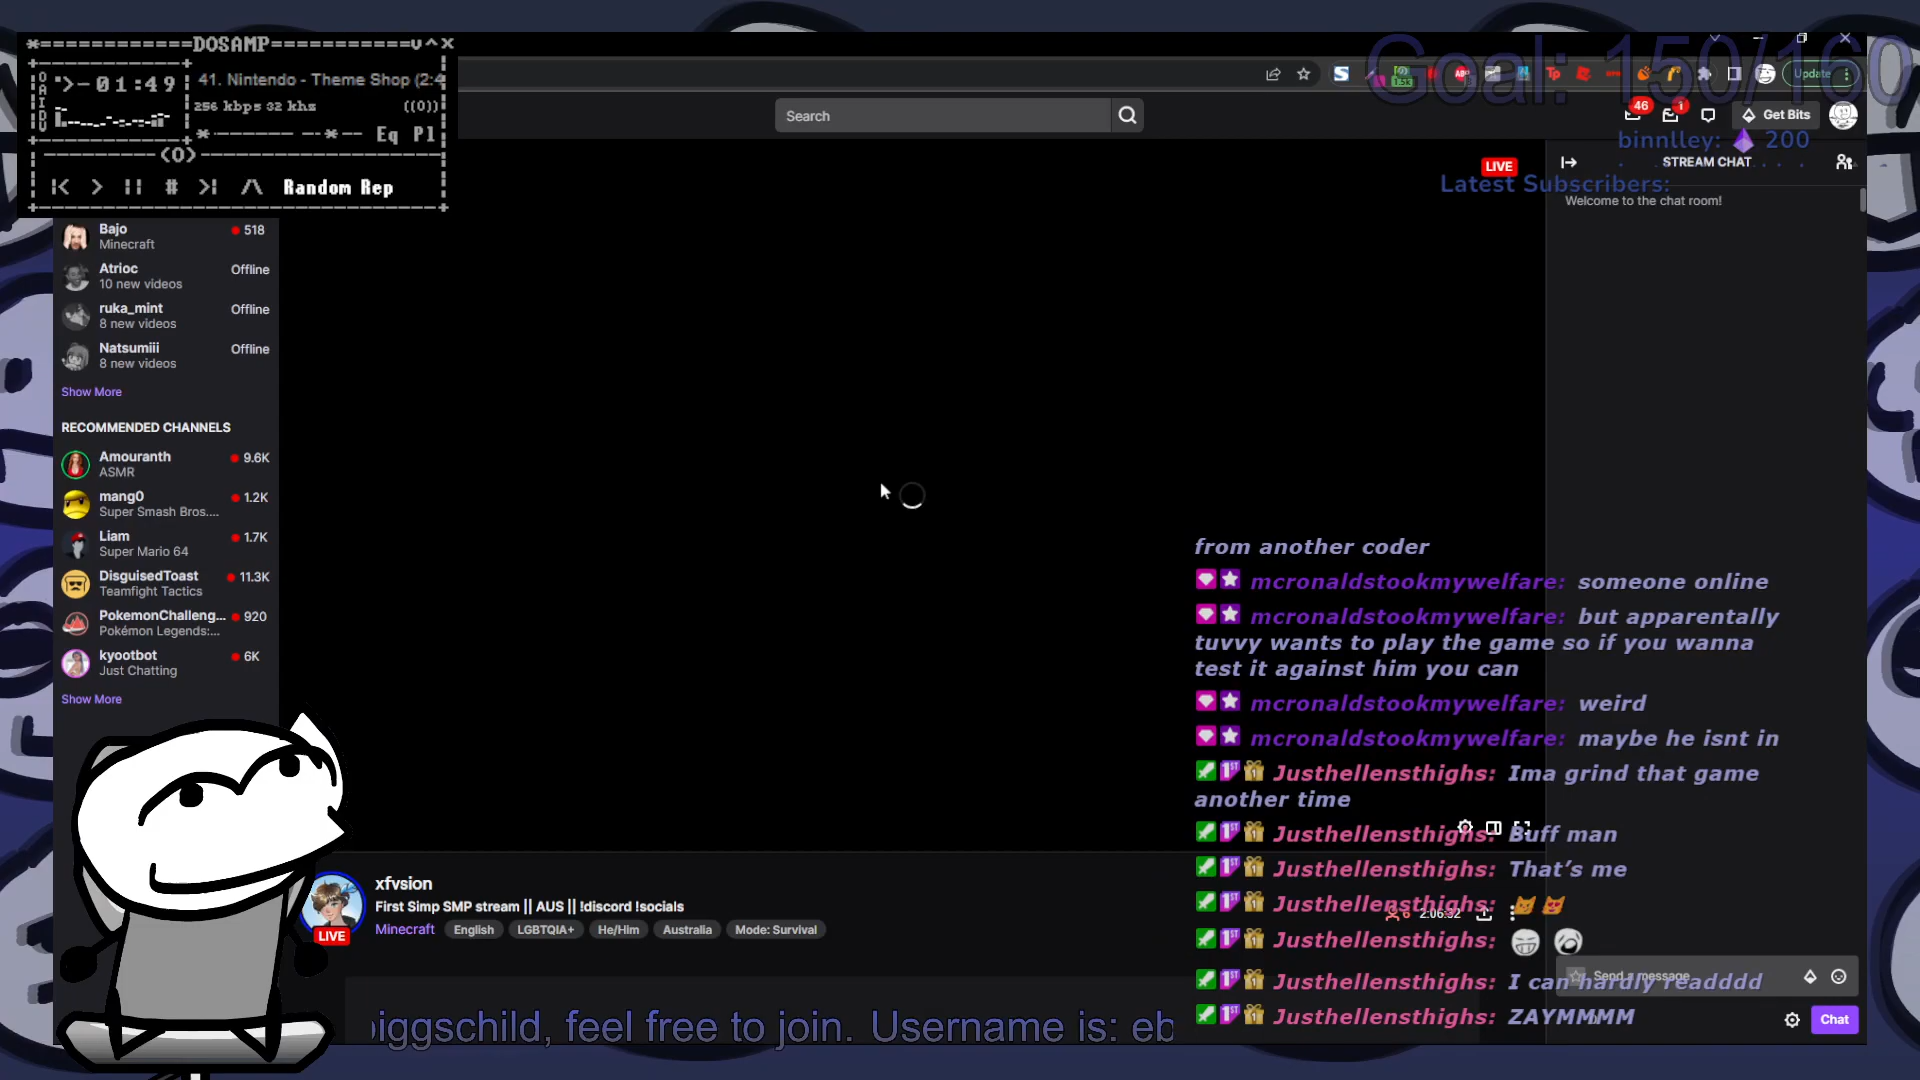 DOSAMP
01:49
41. Nintendo - Theme Shop (2:4
256 kbps 32 khs
((O))
Eq Pl
Random Rep
Goal: 150/160
Update
Search
46
1
Get Bits
binnlley: 200
STREAM CHAT
LIVE
Latest Subscribers:
Welcome to the chat room!
Bajo
518
Minecraft
Atrioc
Offline
10 new videos
ruka_mint
Offline
8 new videos
Natsumiii
Offline
8 new videos
Show More
RECOMMENDED CHANNELS
Amouranth
9.6K
ASMR
mang0
1.2K
Super Smash Bros....
Liam
1.7K
Super Mario 64
DisguisedToast
11.3K
Teamfight Tactics
PokemonChalleng...
920
Pokémon Legends:...
kyootbot
6K
Just Chatting
Show More
from another coder
mcronaldstookmywelfare: someone online
mcronaldstookmywelfare: but apparentally
tuvvy wants to play the game so if you wanna
test it against him you can
mcronaldstookmywelfare: weird
mcronaldstookmywelfare: maybe he isnt in
Justhellensthighs: Ima grind that game
another time
Justhellensthighs: Buff man
Justhellensthighs: That's me
Justhellensthighs:
Justhellensthighs:
Justhellensthighs: I can hardly readddd
Justhellensthighs: ZAYMMMM
xfvsion
First Simp SMP stream || AUS || !discord !socials
LIVE
Minecraft
English
LGBTQIA+
He/Him
Australia
Mode: Survival
6
2:06:32
Send a message
Chat
iggschild, feel free to join. Username is: eb